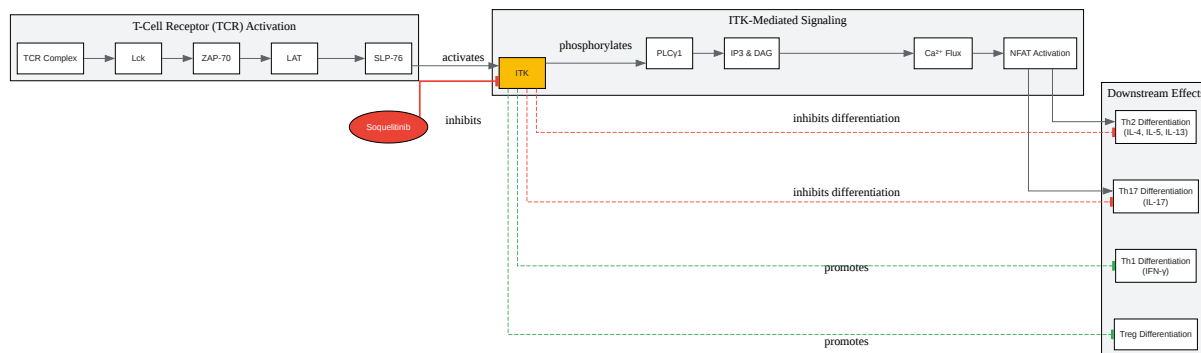 T-Cell Receptor (TCR) Activation
TCR Complex
Lck
ZAP-70
LAT
SLP-76
activates
inhibits
Soquelitinib
ITK-Mediated Signaling
ITK
phosphorylates
PLCγ1
IP3 & DAG
Ca²⁺ Flux
NFAT Activation
inhibits differentiation
inhibits differentiation
promotes
promotes
Downstream Effects
Th2 Differentiation
(IL-4, IL-5, IL-13)
Th17 Differentiation
(IL-17)
Th1 Differentiation
(IFN-γ)
Treg Differentiation